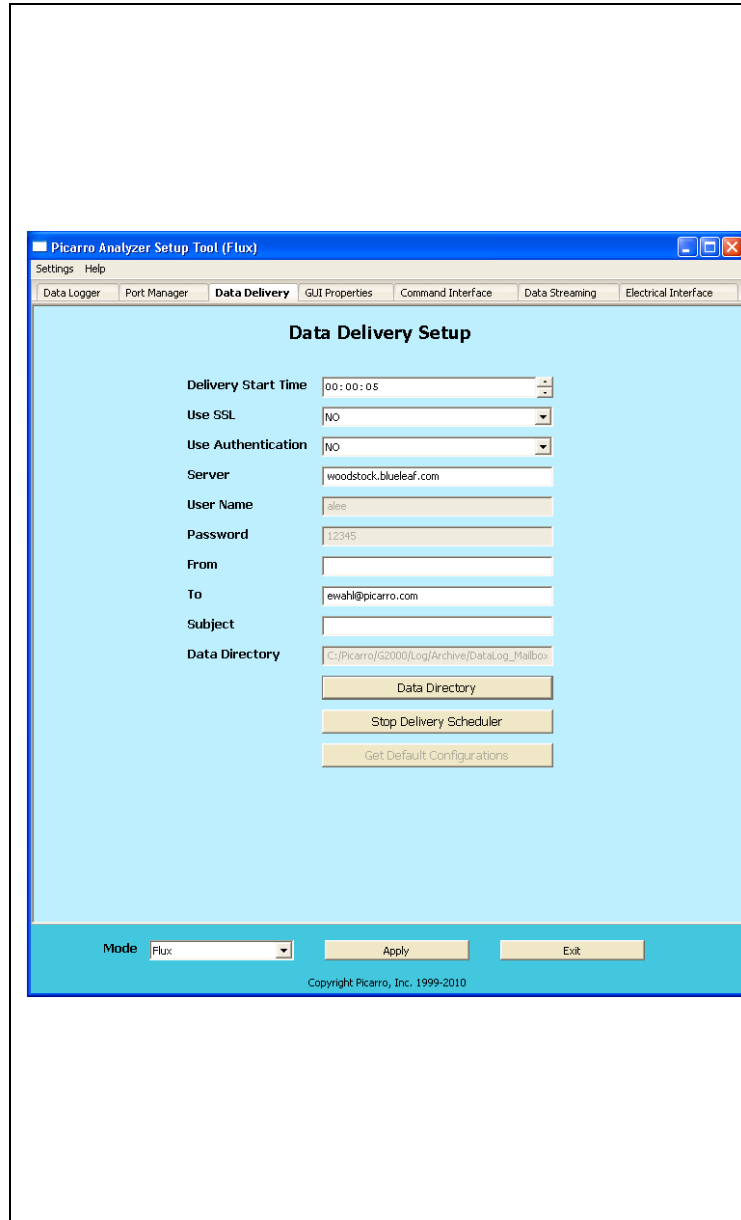 Picarro Analyzer Setup Tool (Flux)
Settings Help
Data Logger Port Manager Data Delivery GUI Properties Command Interface Data Streaming Electrical Interface
Data Delivery Setup
Delivery Start Time 00:00:05
Use SSL NO
Use Authentication NO
Server woodstock.blueleaf.com
User Name alee
Password 12345
From
To ewahl@picarro.com
Subject
Data Directory C:/Picarro/G2000/Log/Archive/DataLog_Mailbox
Data Directory
Stop Delivery Scheduler
Get Default Configurations
Mode Flux Apply Exit
Copyright Picarro, Inc. 1999-2010